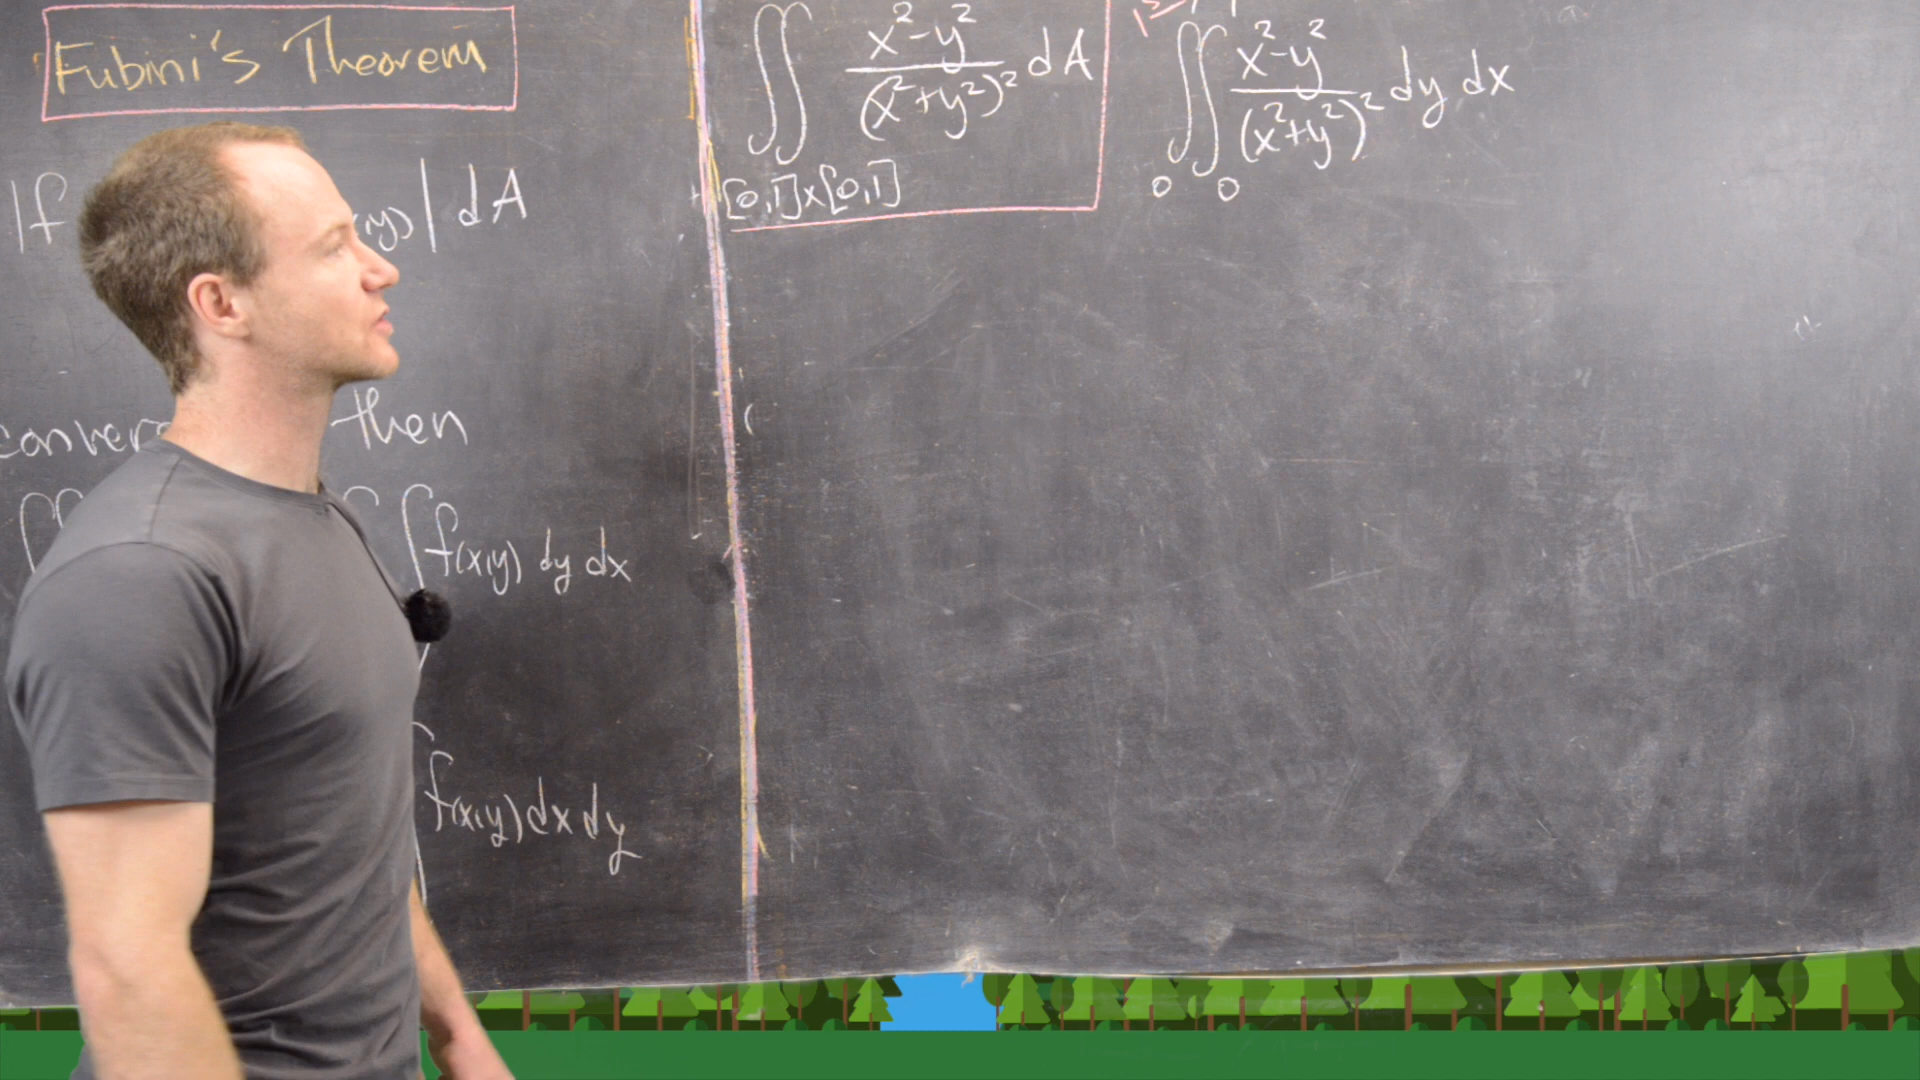 Fubini's Theorem
If ,y)| dA
then
∫f(x,y) dy dx
f(x,y) dx dy
∬ x²-y² / (x²+y²)² dA
[0,1]x[0,1]
1st
∬ x²-y² / (x²+y²)² dy dx
0 0